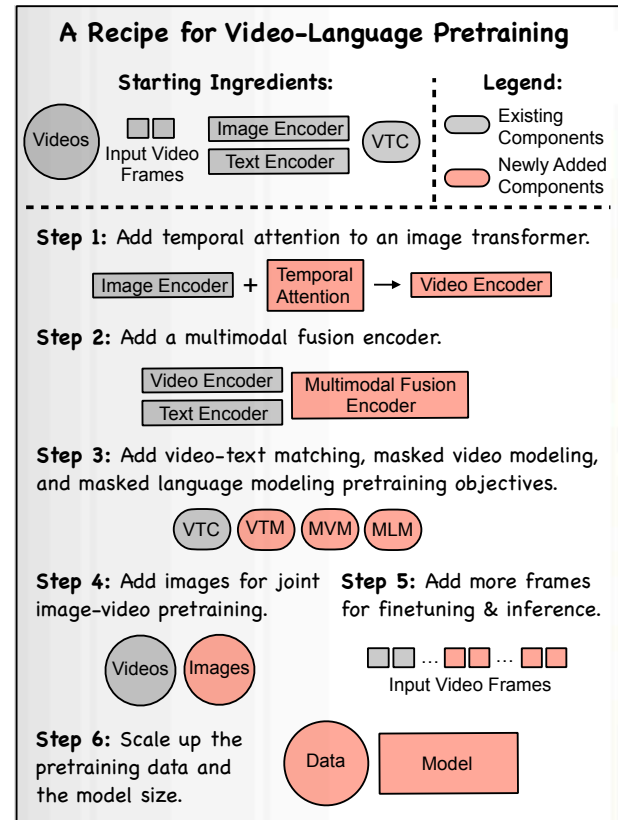 A Recipe for Video-Language Pretraining
Starting Ingredients:
Videos
Input Video
Frames
Image Encoder
Text Encoder
VTC
Legend:
Existing
Components
Newly Added
Components
Step 1: Add temporal attention to an image transformer.
Image Encoder + Temporal
Attention
Video Encoder
Step 2: Add a multimodal fusion encoder.
Video Encoder
Text Encoder
Multimodal Fusion
Encoder
Step 3: Add video-text matching, masked video modeling,
and masked language modeling pretraining objectives.
VTC VTM MVM MLM
Step 4: Add images for joint
image-video pretraining.
Videos Images
Step 5: Add more frames
for finetuning & inference.
... ...
Input Video Frames
Step 6: Scale up the
pretraining data and
the model size.
Data Model